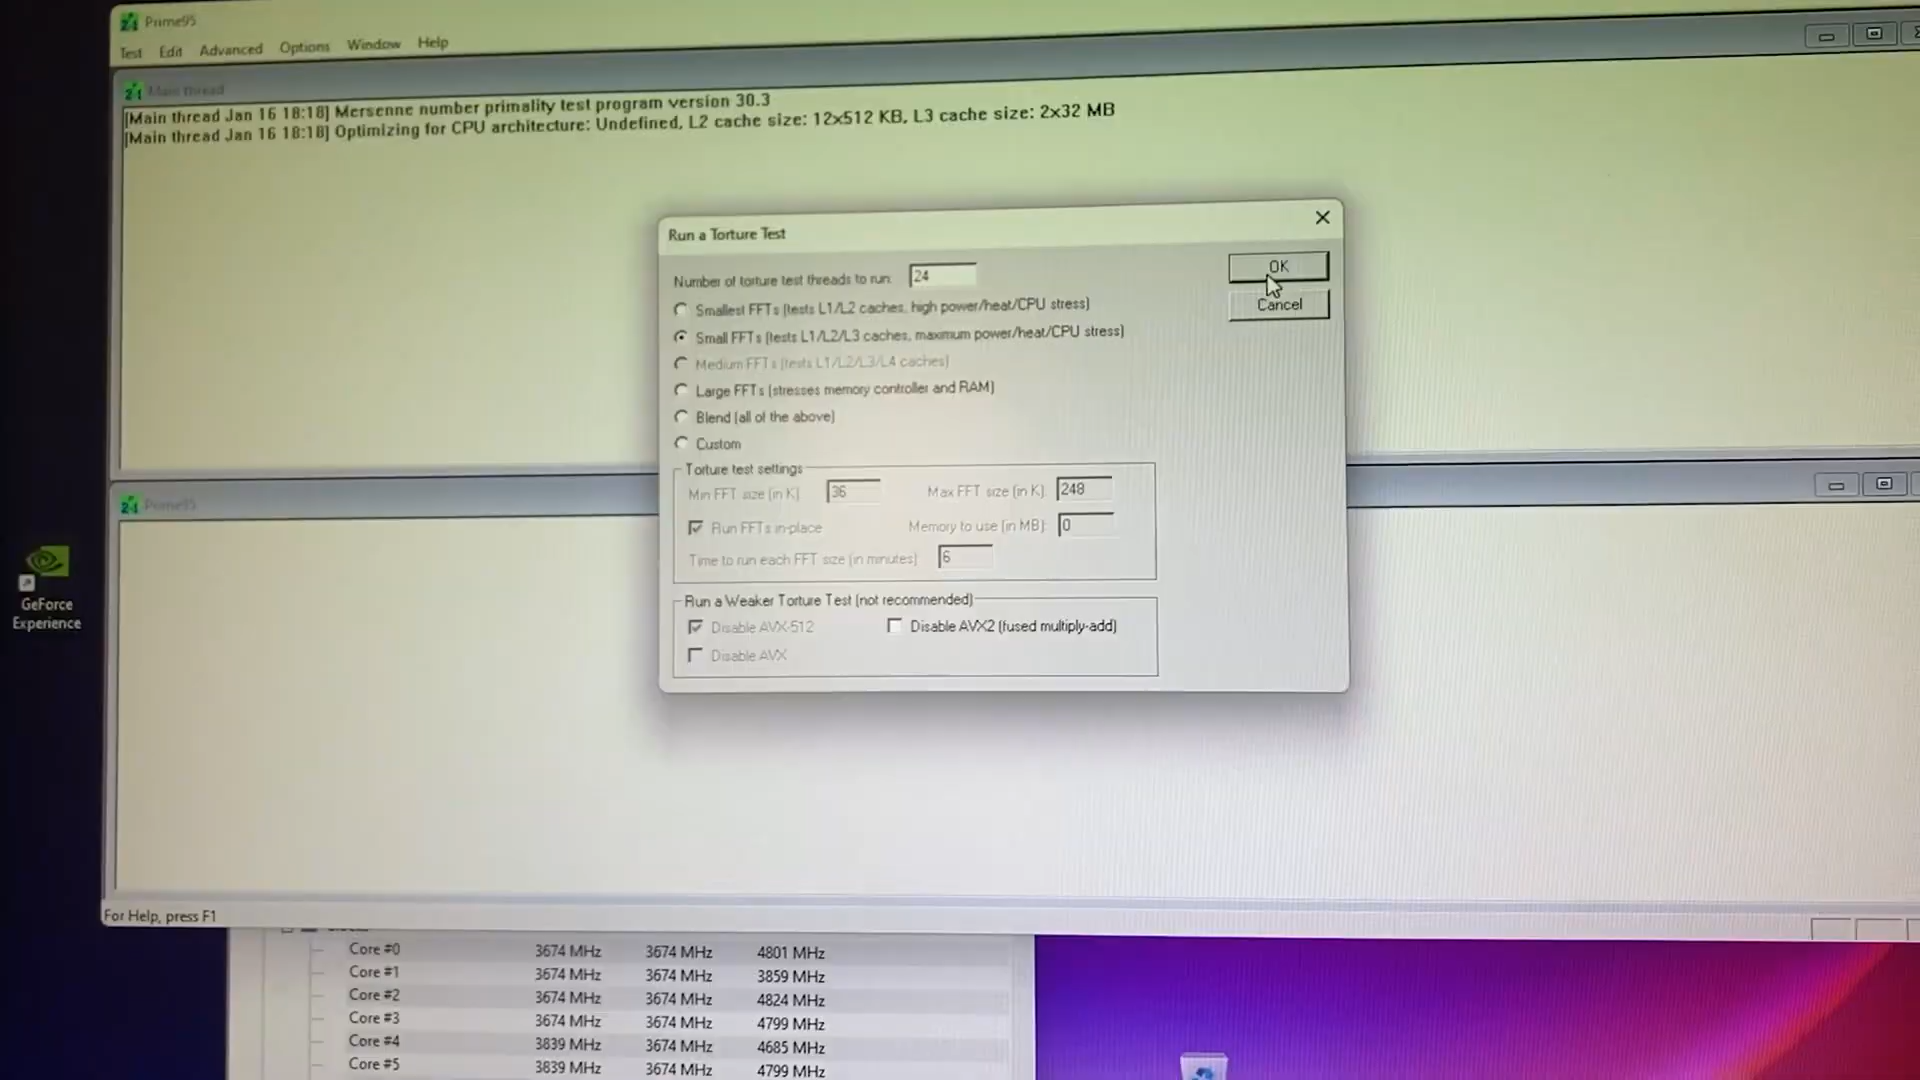 Prime95
Test Edit Advanced Options Window Help
Main thread
[Main thread Jan 16 18:18] Mersenne number primality test program version 30.3
[Main thread Jan 16 18:18] Optimizing for CPU architecture: Undefined, L2 cache size: 12x512 KB, L3 cache size: 2x32 MB
Run a Torture Test
Number of torture test threads to run: 24
OK
Smallest FFTs (tests L1/L2 caches, high power/heat/CPU stress)
Cancel
Small FFTs (tests L1/L2/L3 caches, maximum power/heat/CPU stress)
Medium FFTs (tests L1/L2/L3/L4 caches)
Large FFTs (stresses memory controller and RAM)
Blend (all of the above)
Custom
Torture test settings
Min FFT size (in K) 36 Max FFT size (in K) 248
Run FFTs in-place Memory to use (in MB) 0
Time to run each FFT size (in minutes) 6
Run a Weaker Torture Test (not recommended)
Disable AVX-512 Disable AVX2 (fused multiply-add)
Disable AVX
Prime95
GeForce
Experience
For Help, press F1
Core #0 3674 MHz 3674 MHz 4801 MHz
Core #1 3674 MHz 3674 MHz 3859 MHz
Core #2 3674 MHz 3674 MHz 4824 MHz
Core #3 3674 MHz 3674 MHz 4799 MHz
Core #4 3839 MHz 3674 MHz 4685 MHz
Core #5 3839 MHz 3674 MHz 4799 MHz